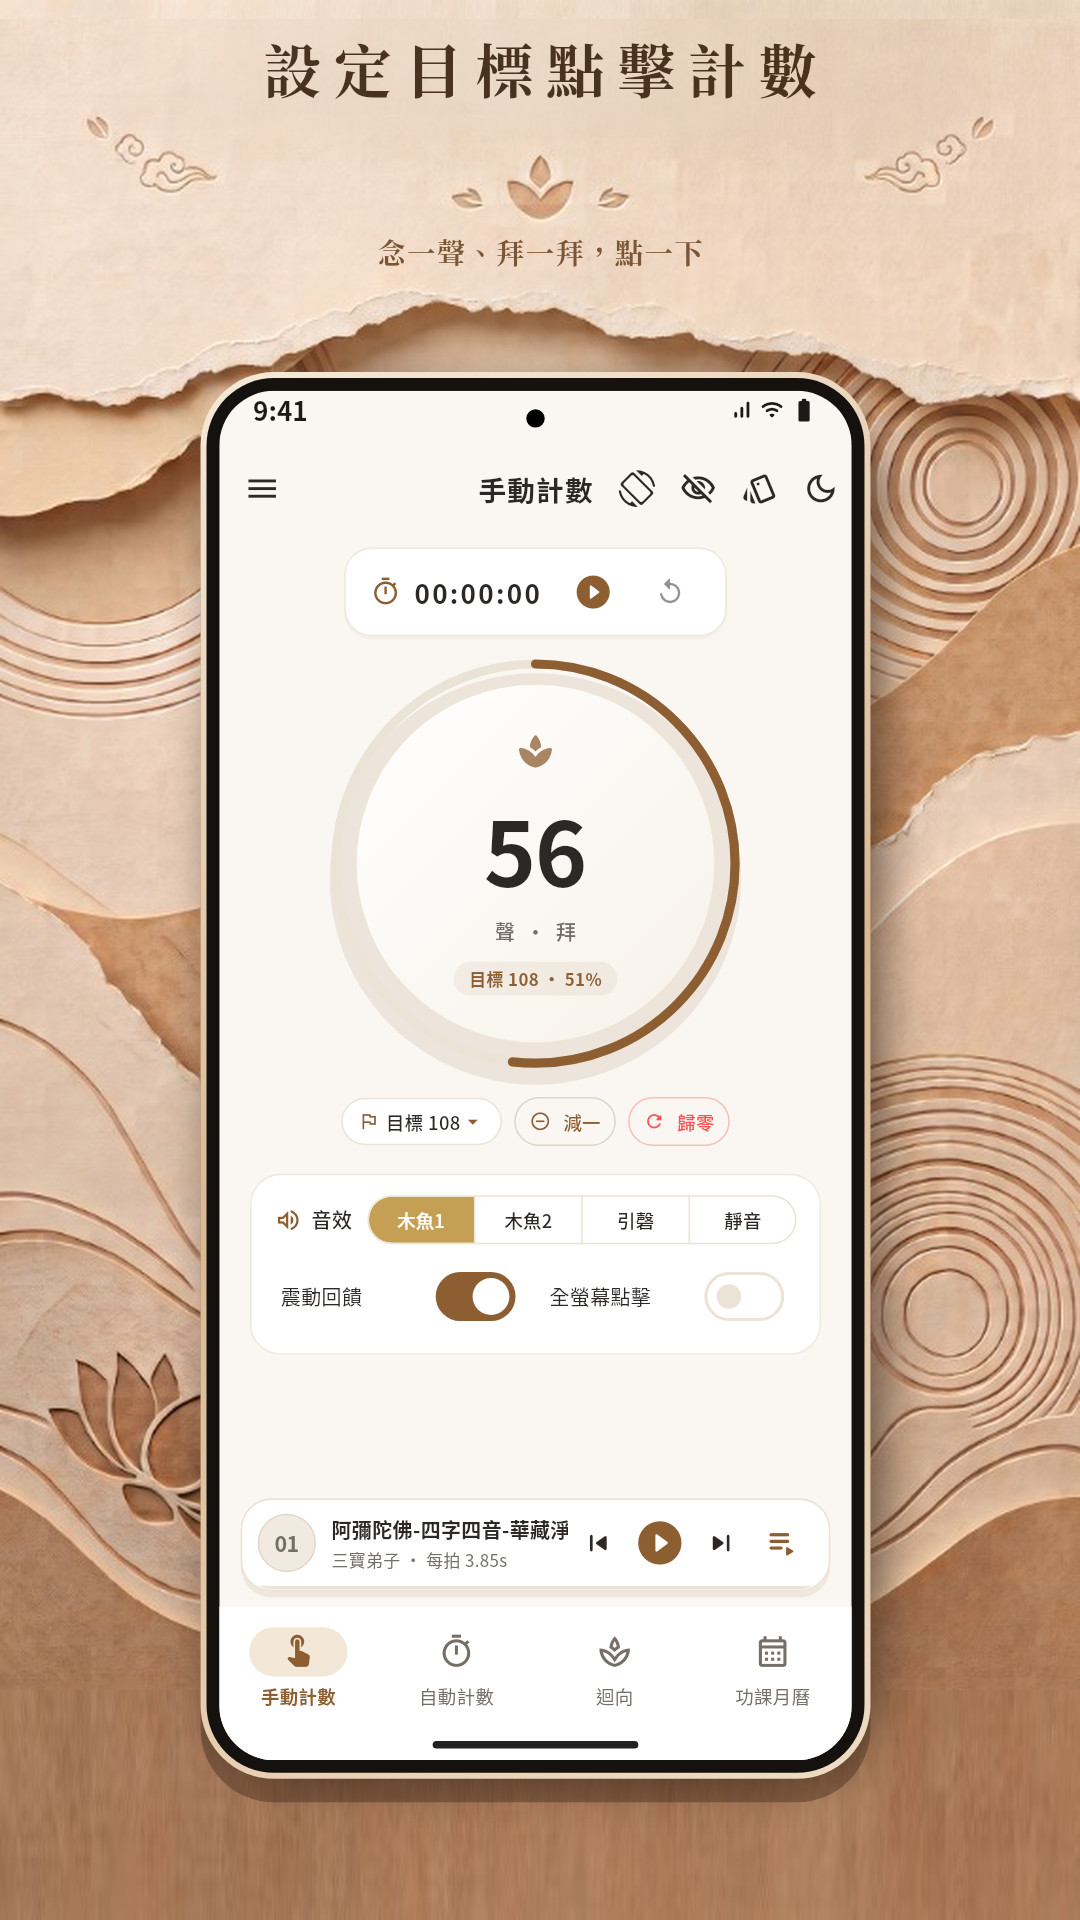 設定目標點擊計數
念一聲、拜一拜，點一下
9:41
手動計數
00:00:00
56
聲 · 拜
目標 108 · 51%
目標 108
減一
歸零
音效
木魚1
木魚2
引磬
靜音
震動回饋
全螢幕點擊
01
阿彌陀佛-四字四音-華藏淨
三寶弟子 · 每拍 3.85s
手動計數
自動計數
迴向
功課月曆